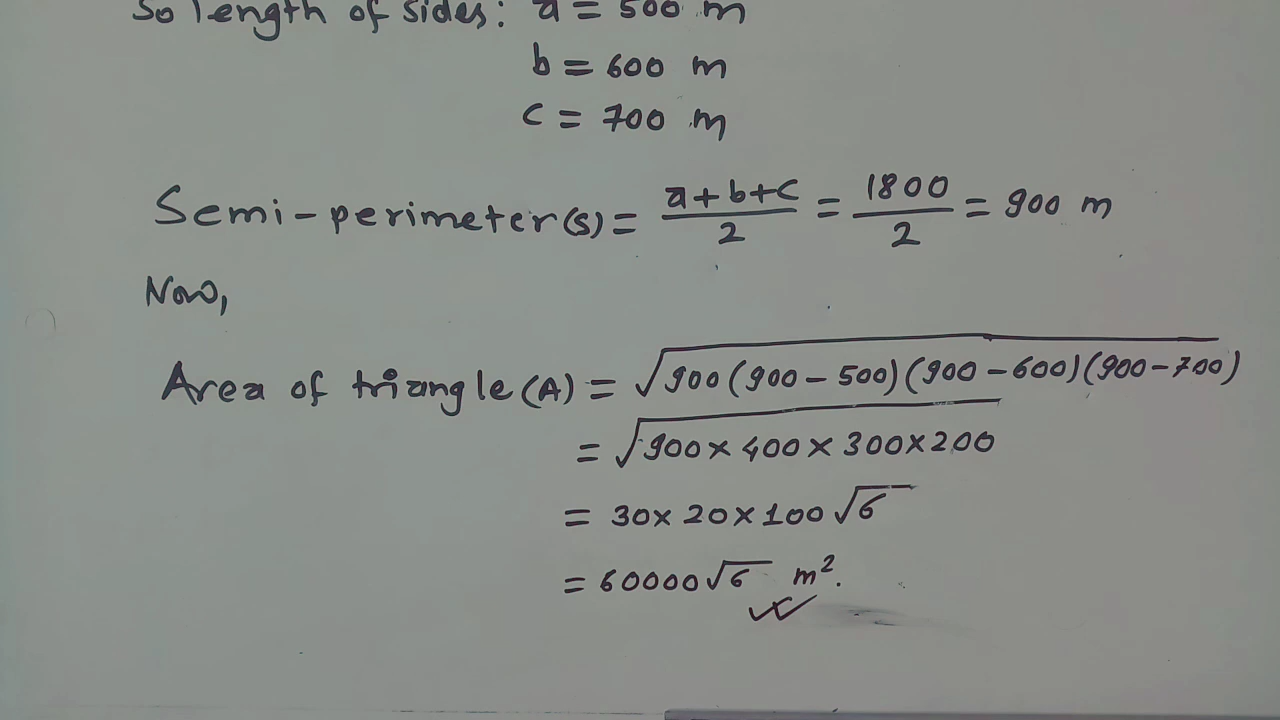 So length of sides: a = 500 m
b = 600 m
c = 700 m
Semi-perimeter(s) = a+b+c/2 = 1800/2 = 900 m
Now,
Area of triangle (A) = √900(900-500)(900-600)(900-700)
= √900×400×300×200
= 30×20×100√6
= 60000√6 m².